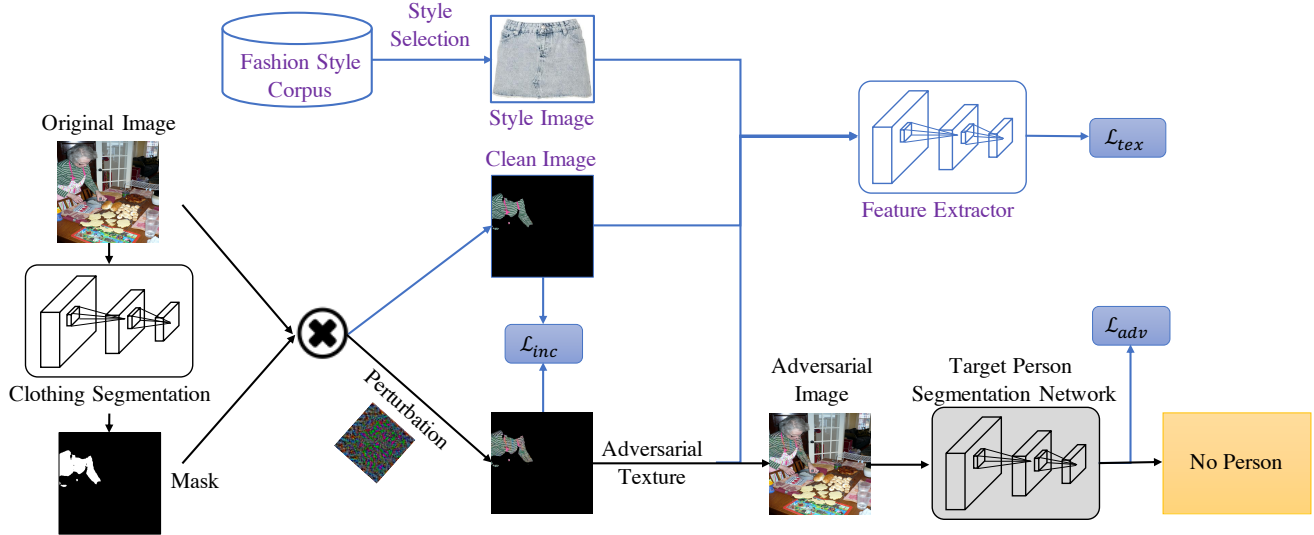 Style
Selection
Fashion Style
Corpus
Style Image
Original Image
Clean Image
ℒ_tex
Feature Extractor
ℒ_inc
ℒ_adv
Clothing Segmentation
Perturbation
Adversarial
Image
Target Person
Segmentation Network
Mask
Adversarial
Texture
No Person